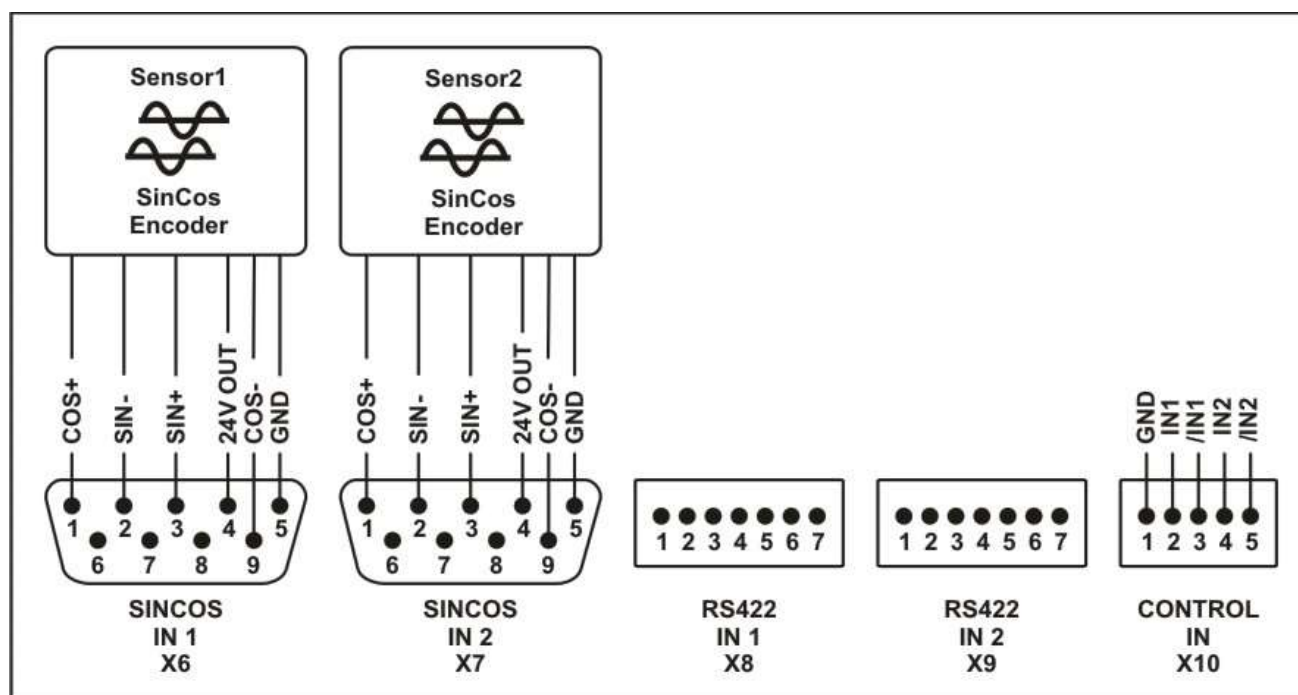 Sensor1
SinCos
Encoder
Sensor2
SinCos
Encoder
COS+
SIN-
SIN+
24V OUT
COS-
GND
COS+
SIN-
SIN+
24V OUT
COS-
GND
GND
IN1
/IN1
IN2
/IN2
1 2 3 4 5
6 7 8 9
1 2 3 4 5
6 7 8 9
1 2 3 4 5 6 7
1 2 3 4 5 6 7
1 2 3 4 5
SINCOS
IN 1
X6
SINCOS
IN 2
X7
RS422
IN 1
X8
RS422
IN 2
X9
CONTROL
IN
X10